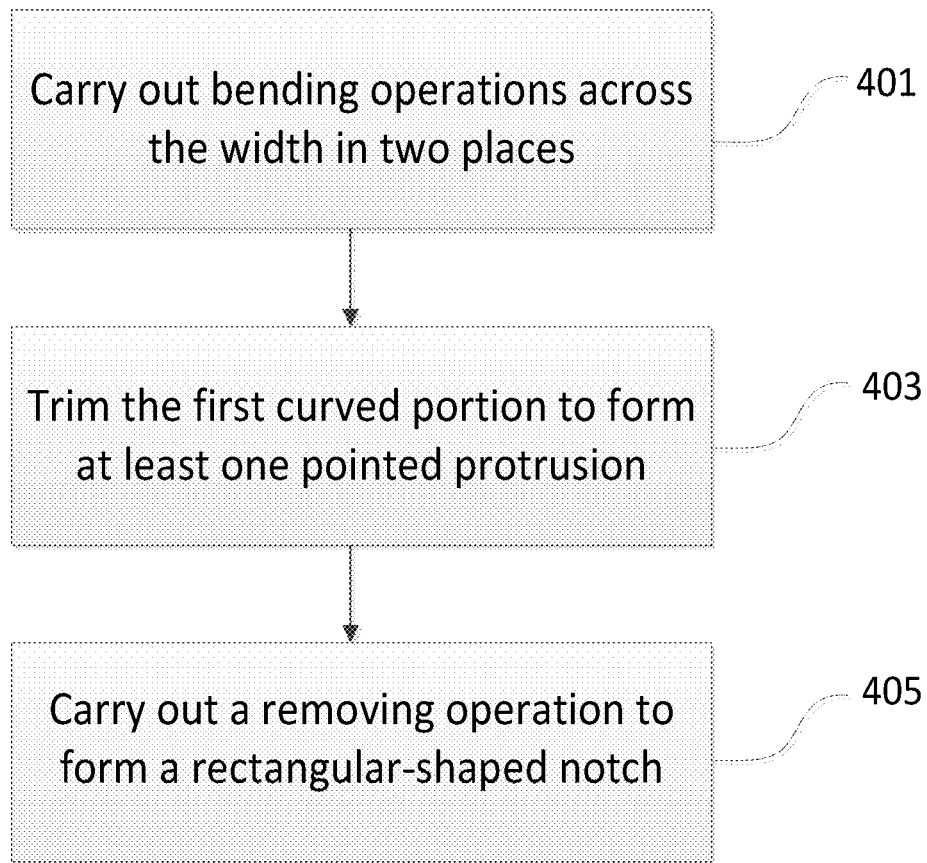 Carry out bending operations across
the width in two places
401
Trim the first curved portion to form
at least one pointed protrusion
403
Carry out a removing operation to
form a rectangular-shaped notch
405